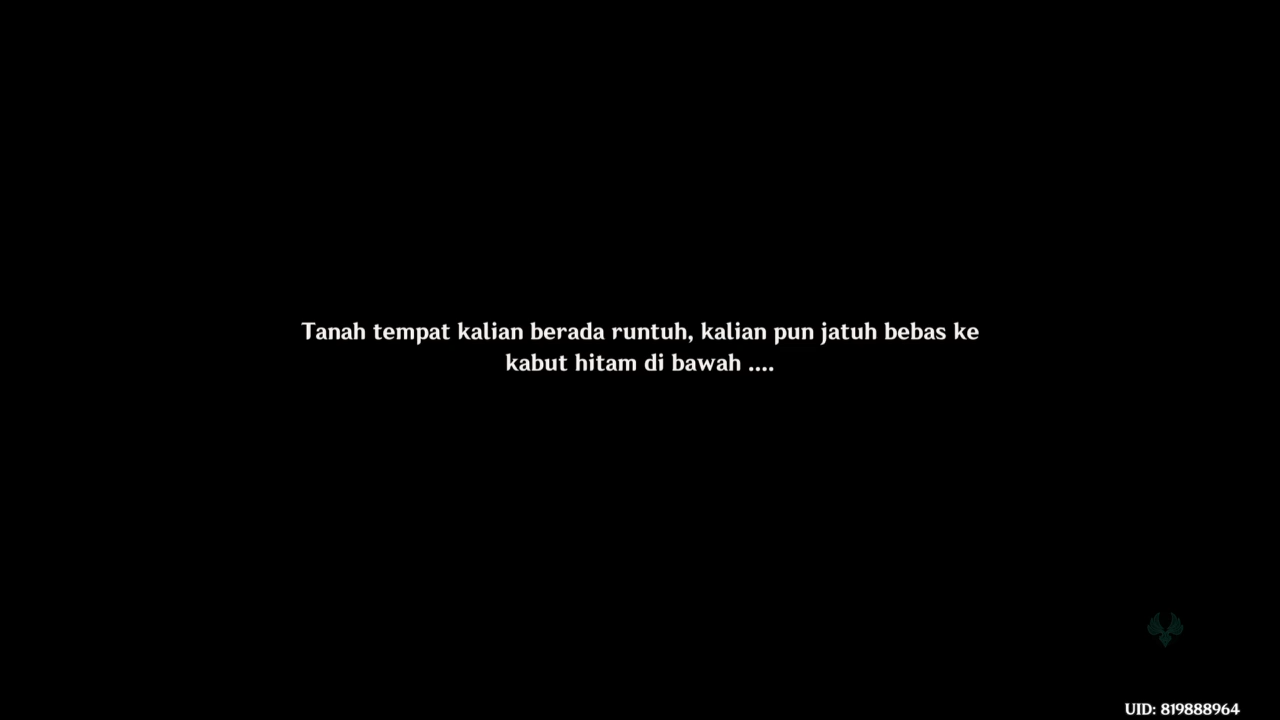 Tanah tempat kalian berada runtuh, kalian pun jatuh bebas ke
kabut hitam di bawah ....
UID: 819888964